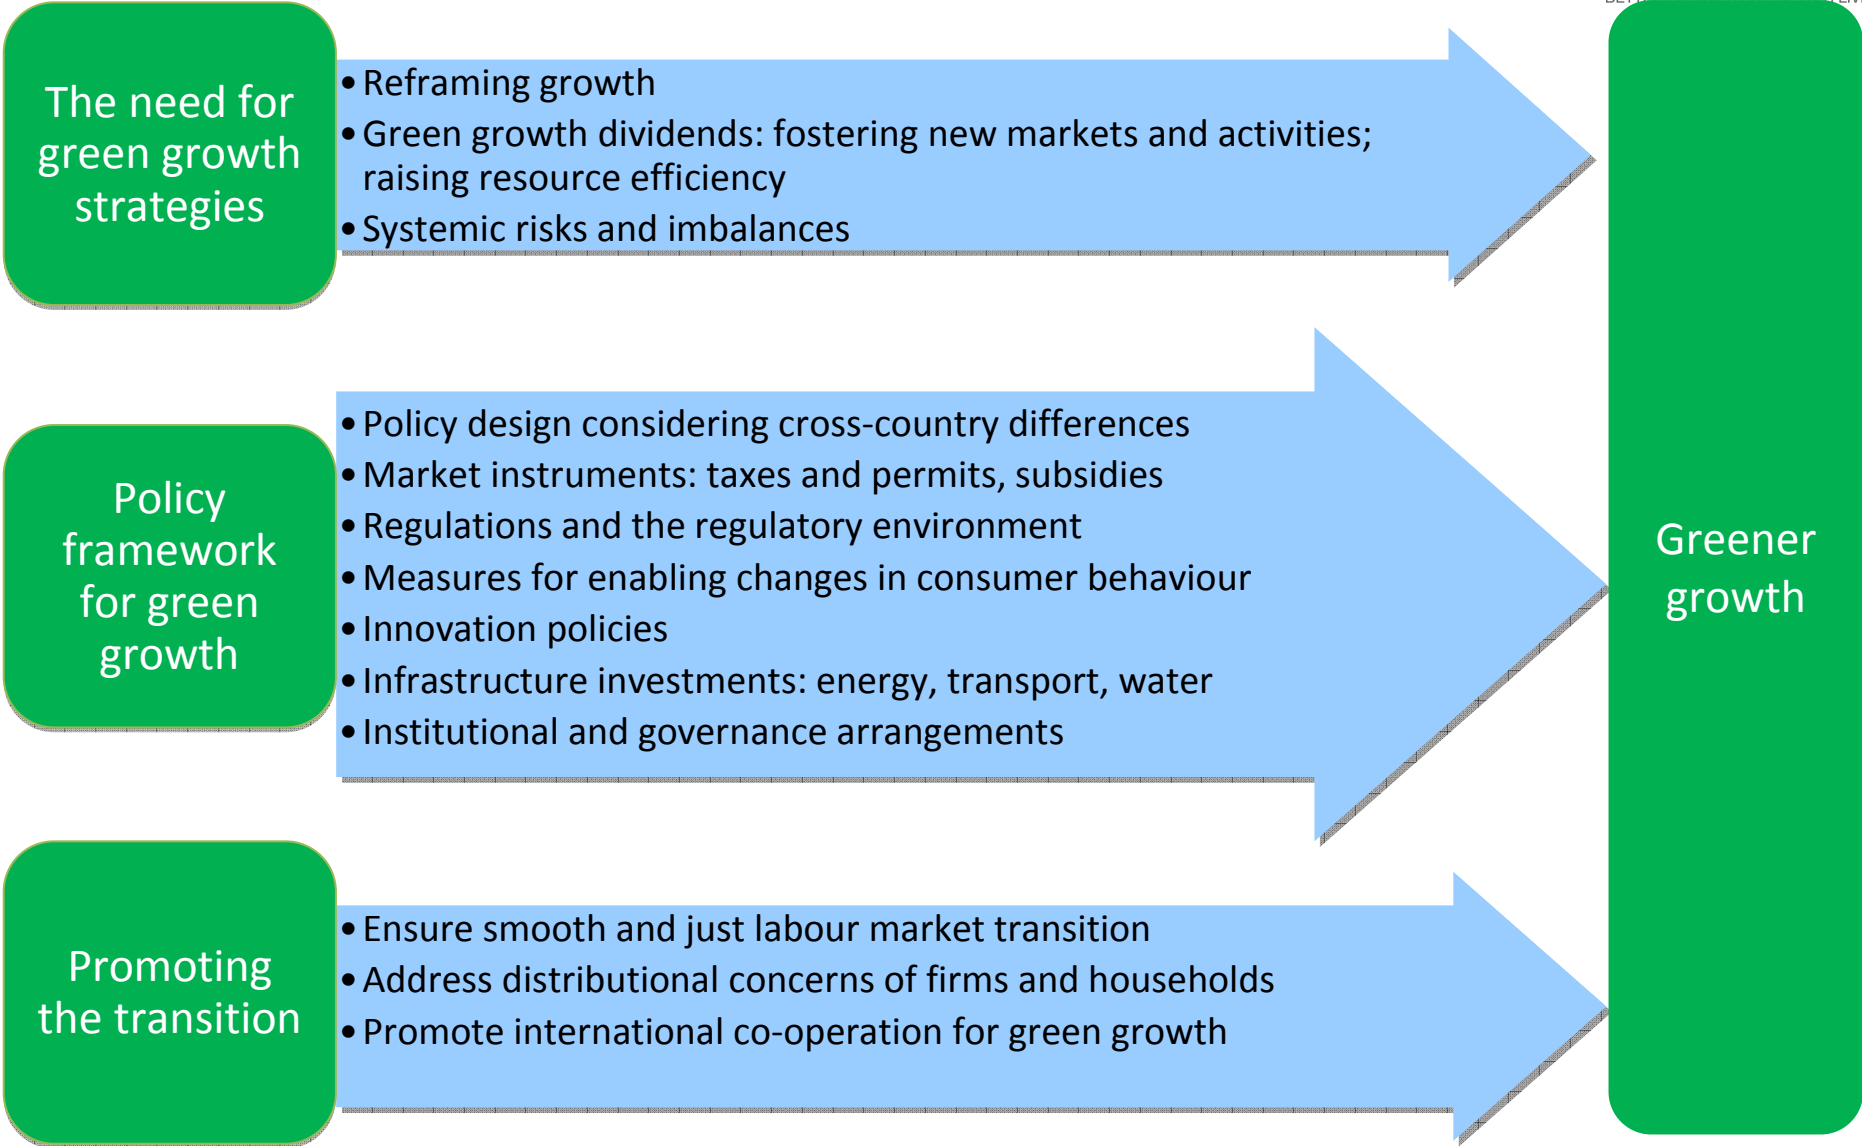 The need for
green growth
strategies
• Reframing growth
• Green growth dividends: fostering new markets and activities;
raising resource efficiency
• Systemic risks and imbalances
Policy
framework
for green
growth
• Policy design considering cross-country differences
• Market instruments: taxes and permits, subsidies
• Regulations and the regulatory environment
• Measures for enabling changes in consumer behaviour
• Innovation policies
• Infrastructure investments: energy, transport, water
• Institutional and governance arrangements
Promoting
the transition
• Ensure smooth and just labour market transition
• Address distributional concerns of firms and households
• Promote international co-operation for green growth
Greener
growth